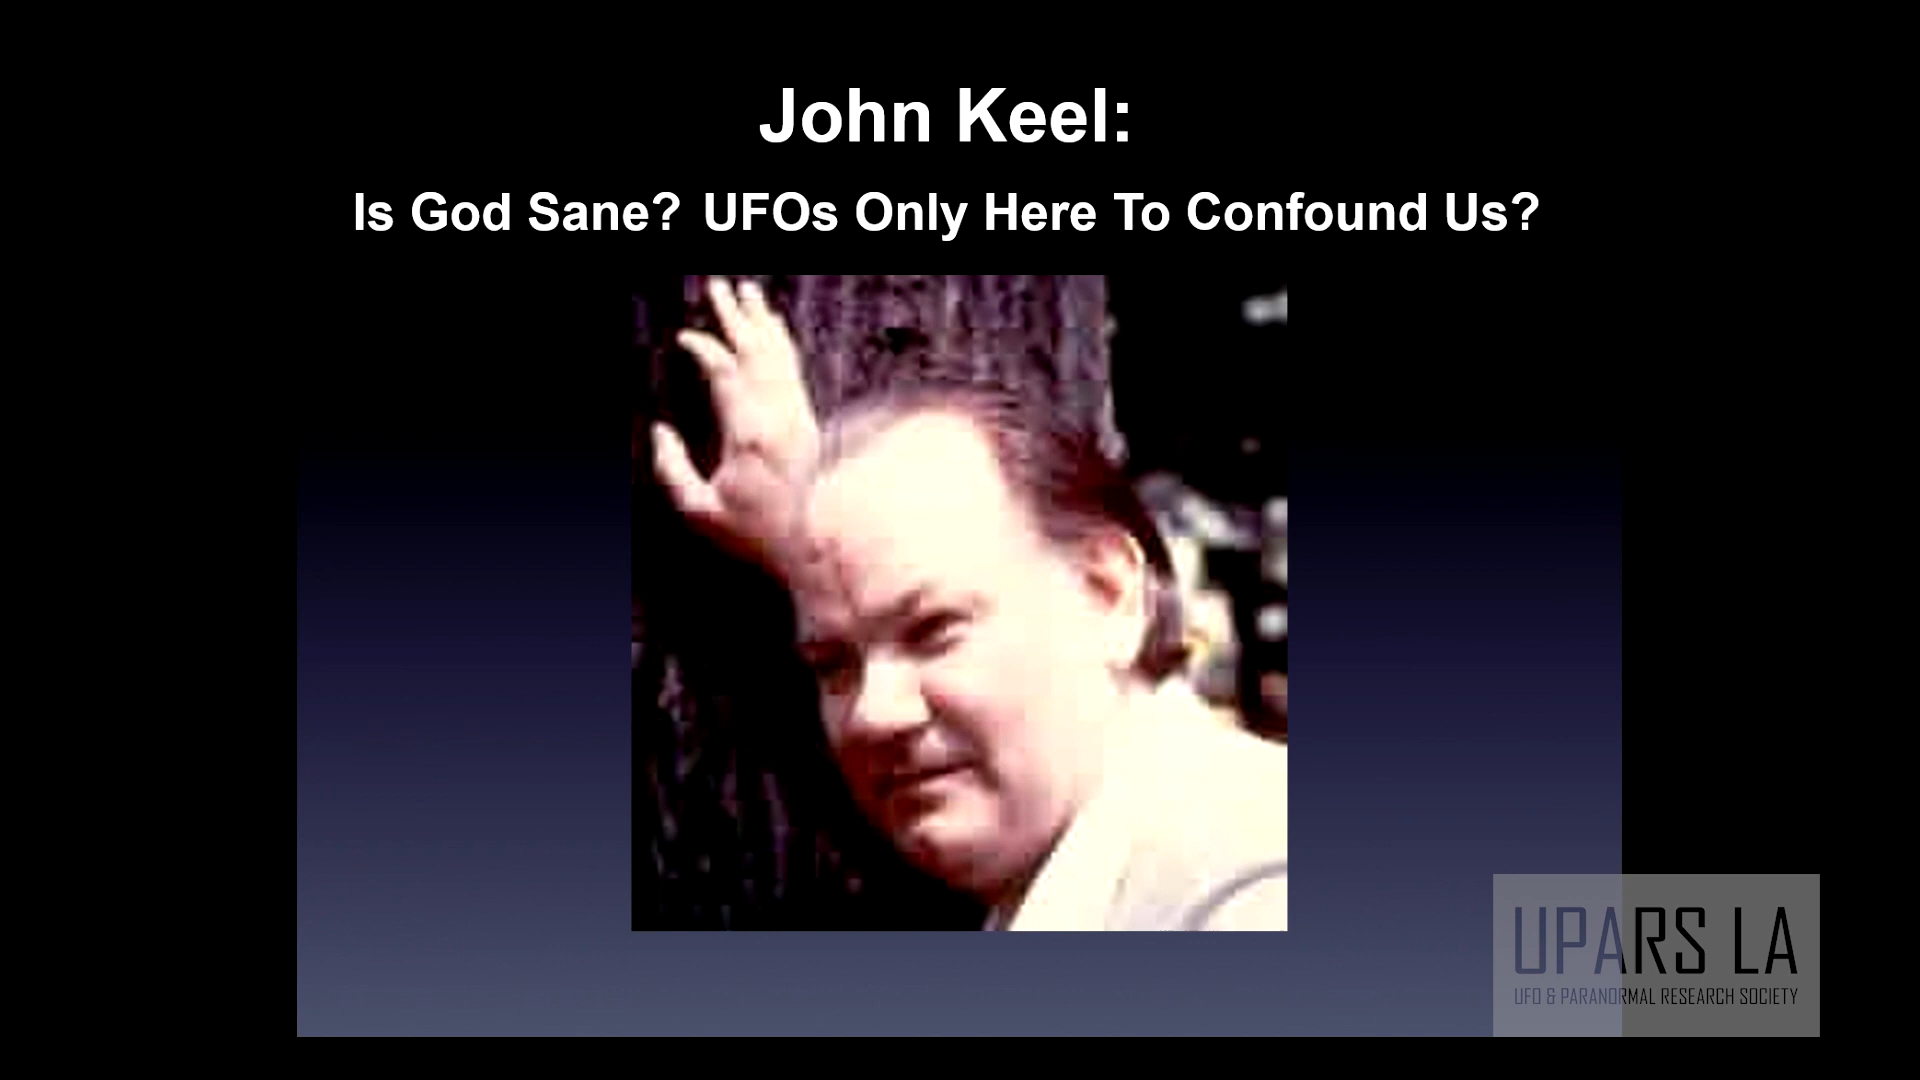 John Keel:
Is God Sane? UFOs Only Here To Confound Us?
UPARS LA
UFO & PARANORMAL RESEARCH SOCIETY